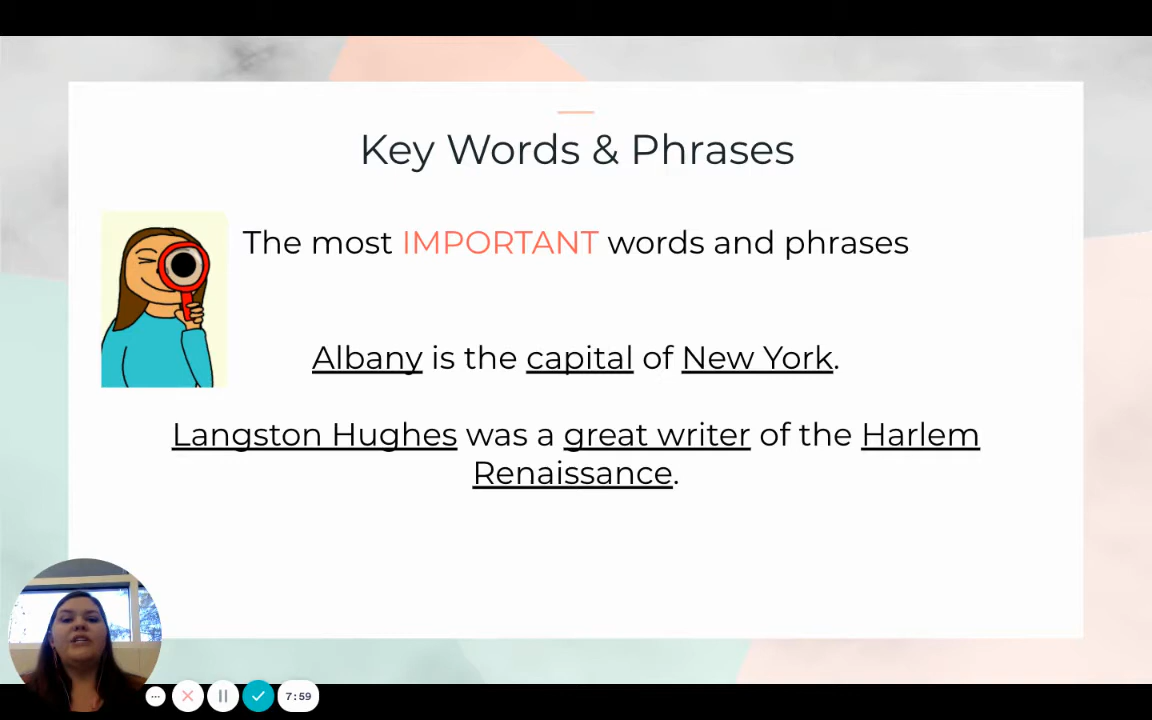 Key Words & Phrases
The most IMPORTANT words and phrases
Albany is the capital of New York.
Langston Hughes was a great writer of the Harlem
Renaissance.
7:59